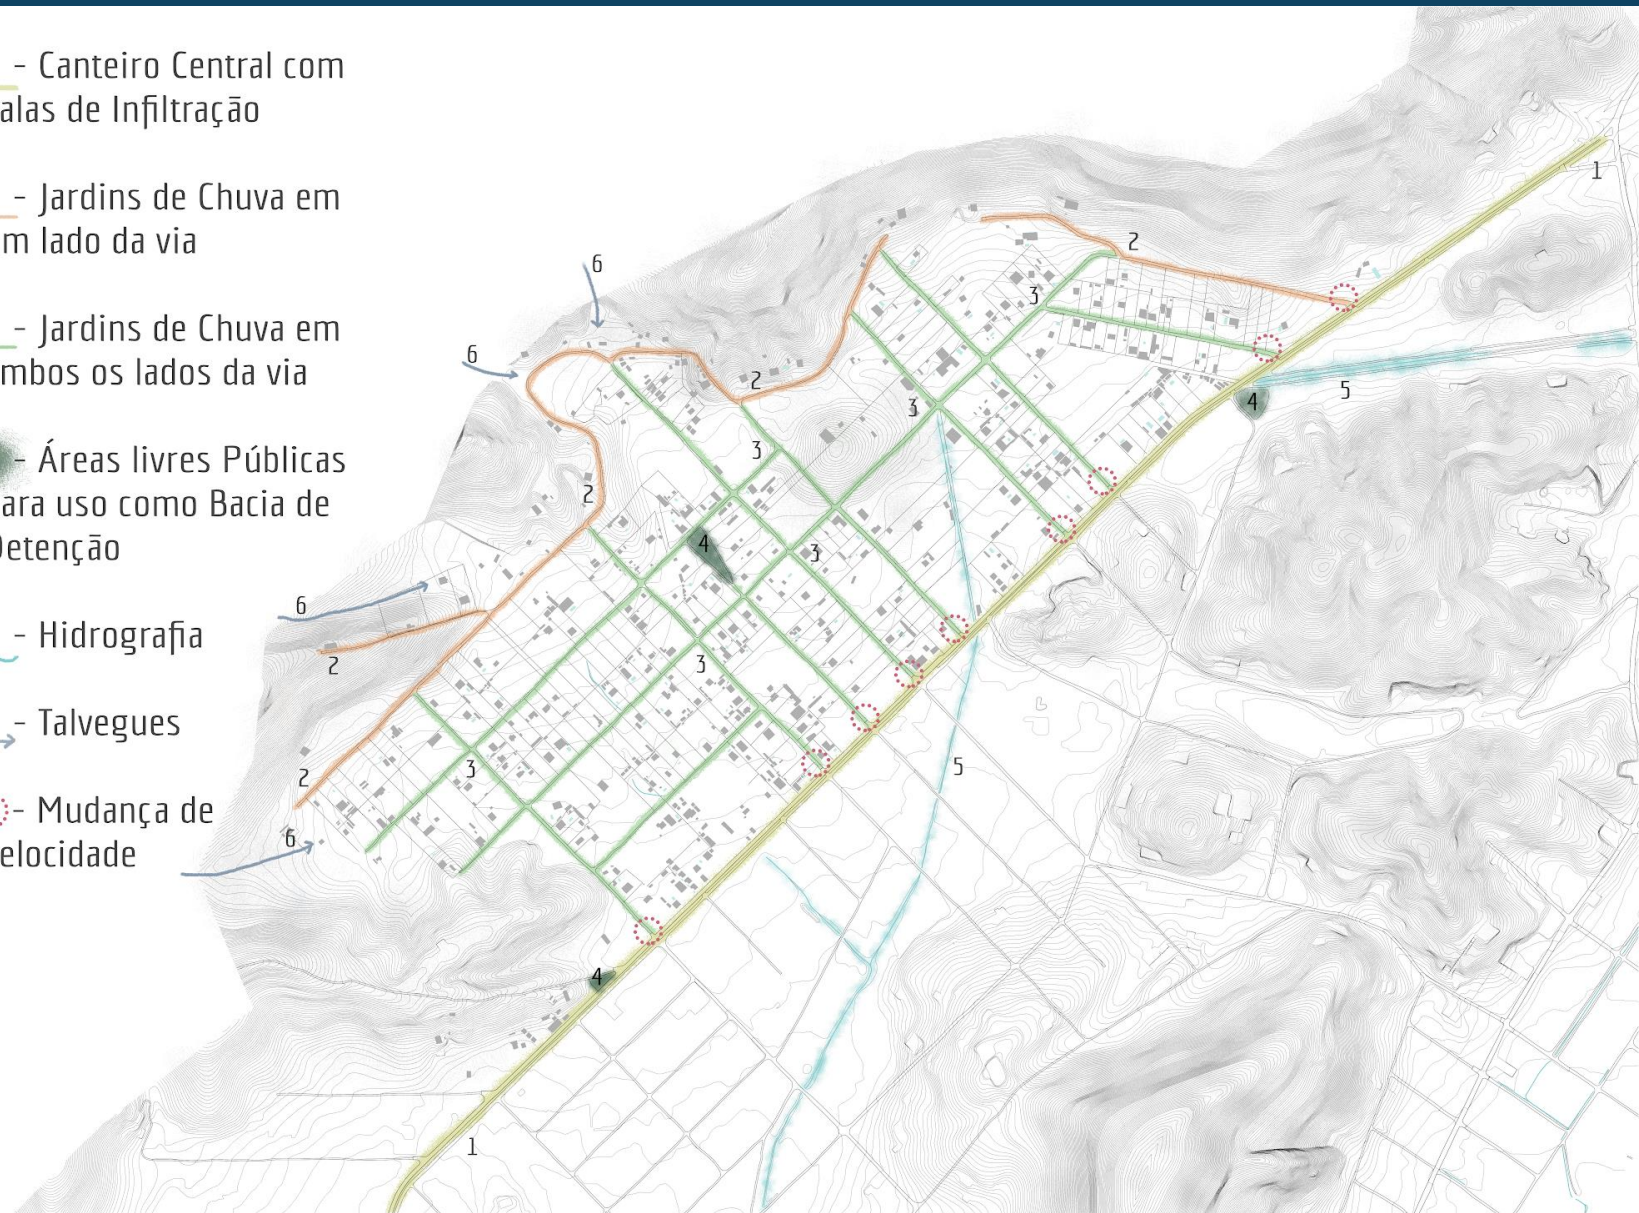 - Canteiro Central com
alas de Infiltração
- Jardins de Chuva em
m lado da via
- Jardins de Chuva em
mbos os lados da via
- Áreas livres Públicas
ara uso como Bacia de
Detenção
- Hidrografia
- Talvegues
- Mudança de
elocidade
1
2
6
3
6
2
5
4
3
3
2
4
3
6
2
3
5
3
2
6
4
1